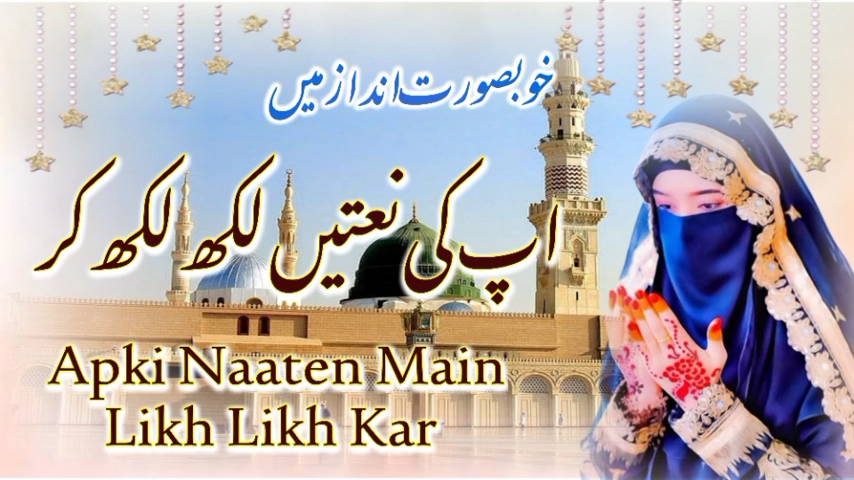 خوبصورت انداز میں
اپ کی نعتیں لکھ لکھ کر
Apki Naaten Main
Likh Likh Kar